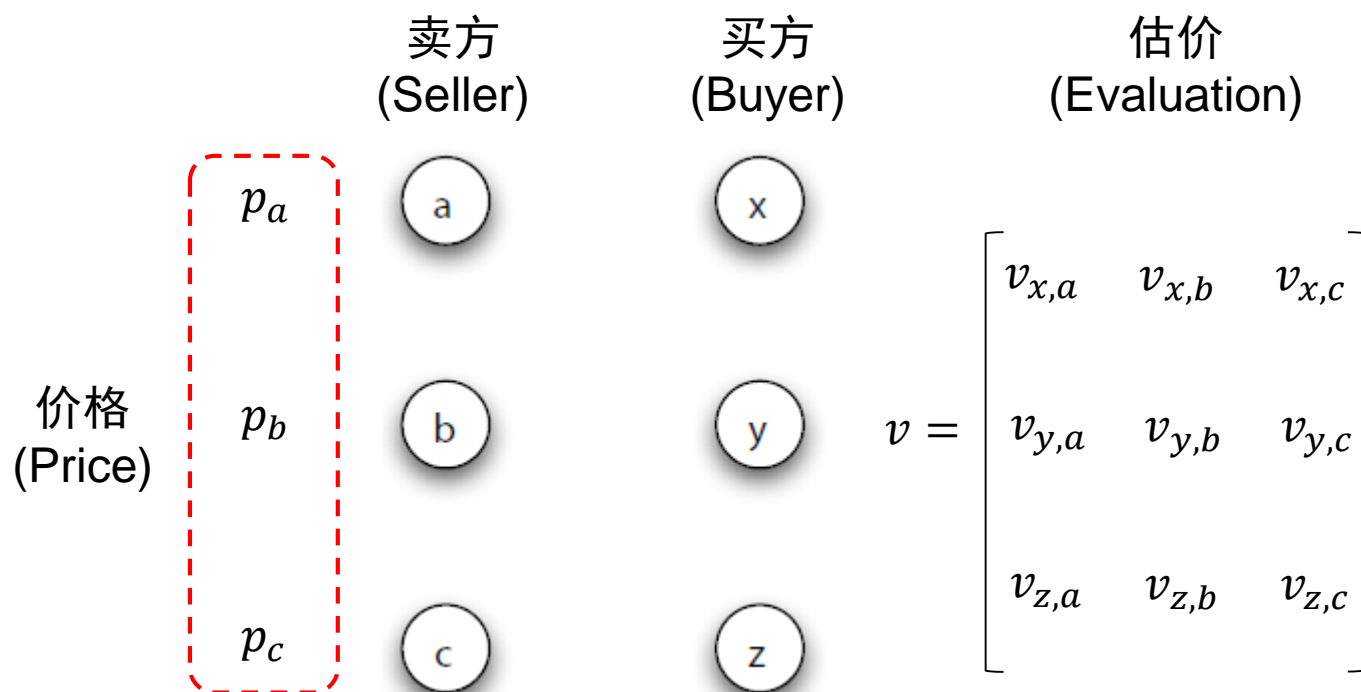 卖方
(Seller)
买方
(Buyer)
估价
(Evaluation)
价格
(Price)
p_a
p_b
p_c
a
b
c
x
y
z
v =
v_{x,a} v_{x,b} v_{x,c}
v_{y,a} v_{y,b} v_{y,c}
v_{z,a} v_{z,b} v_{z,c}